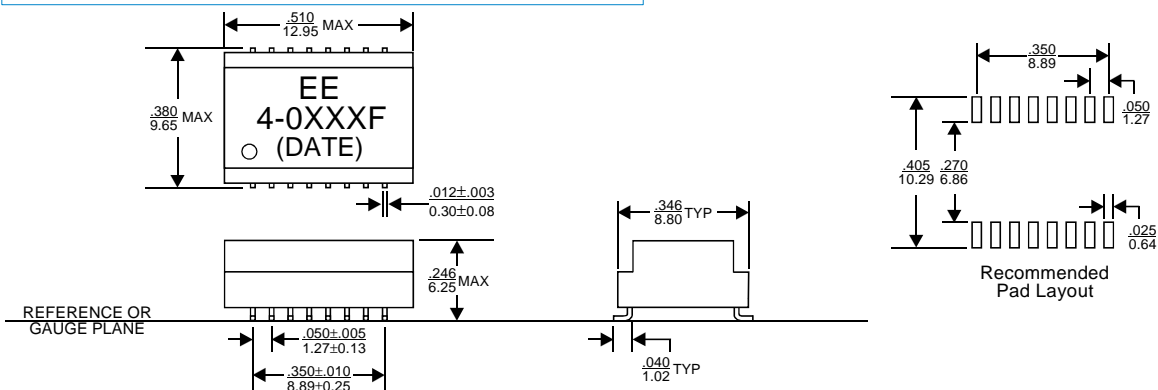 .510
12.95 MAX
.380
9.65 MAX
EE
4-0XXXF
(DATE)
.012±.003
0.30±0.08
.350
8.89
.050
1.27
.405
10.29
.270
6.86
.025
0.64
Recommended
Pad Layout
.246
6.25 MAX
.346
8.80 TYP
REFERENCE OR
GAUGE PLANE
.050±.005
1.27±0.13
.350±.010
8.89±0.25
.040
1.02 TYP